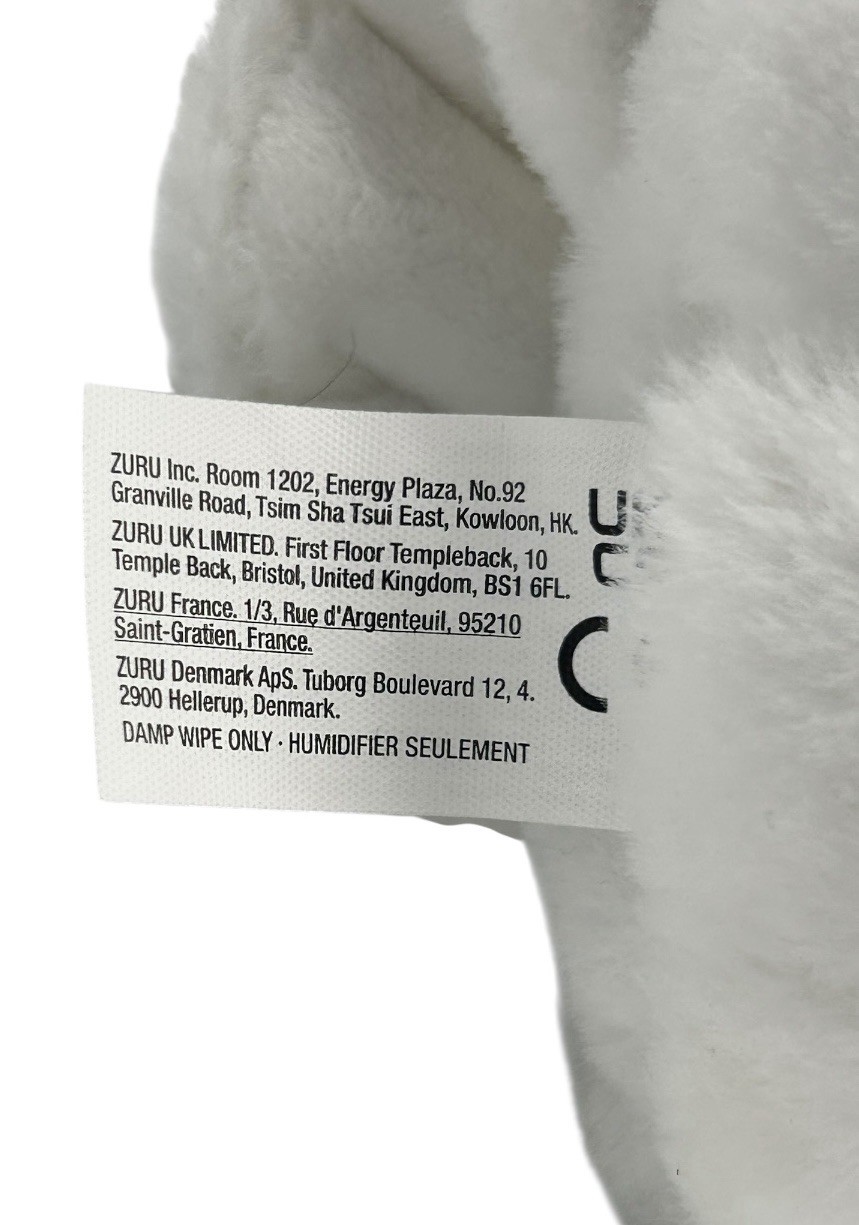 ZURU Inc. Room 1202, Energy Plaza, No.92
Granville Road, Tsim Sha Tsui East, Kowloon, HK.
ZURU UK LIMITED. First Floor Templeback, 10
Temple Back, Bristol, United Kingdom, BS1 6FL.
ZURU France. 1/3, Rue d'Argenteuil, 95210
Saint-Gratien, France.
ZURU Denmark ApS. Tuborg Boulevard 12, 4.
2900 Hellerup, Denmark.
DAMP WIPE ONLY · HUMIDIFIER SEULEMENT